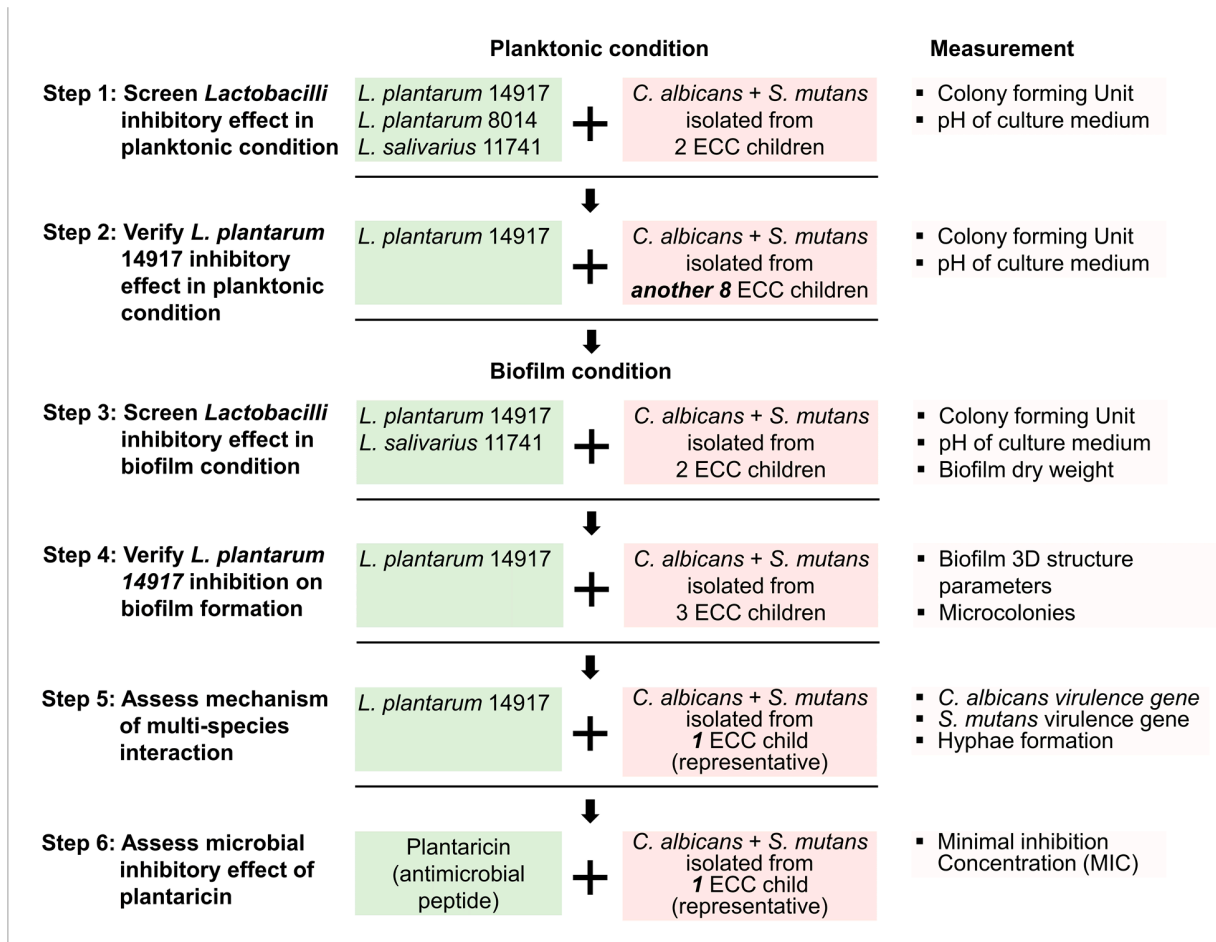 Planktonic condition
Measurement
Step 1: Screen Lactobacilli
inhibitory effect in
planktonic condition
L. plantarum 14917
L. plantarum 8014
L. salivarius 11741
+
C. albicans + S. mutans
isolated from
2 ECC children
▪ Colony forming Unit
▪ pH of culture medium
Step 2: Verify L. plantarum
14917 inhibitory
effect in planktonic
condition
L. plantarum 14917
+
C. albicans + S. mutans
isolated from
another 8 ECC children
▪ Colony forming Unit
▪ pH of culture medium
Biofilm condition
Step 3: Screen Lactobacilli
inhibitory effect in
biofilm condition
L. plantarum 14917
L. salivarius 11741
+
C. albicans + S. mutans
isolated from
2 ECC children
▪ Colony forming Unit
▪ pH of culture medium
▪ Biofilm dry weight
Step 4: Verify L. plantarum
14917 inhibition on
biofilm formation
L. plantarum 14917
+
C. albicans + S. mutans
isolated from
3 ECC children
▪ Biofilm 3D structure
parameters
▪ Microcolonies
Step 5: Assess mechanism
of multi-species
interaction
L. plantarum 14917
+
C. albicans + S. mutans
isolated from
1 ECC child
(representative)
▪ C. albicans virulence gene
▪ S. mutans virulence gene
▪ Hyphae formation
Step 6: Assess microbial
inhibitory effect of
plantaricin
Plantaricin
(antimicrobial
peptide)
+
C. albicans + S. mutans
isolated from
1 ECC child
(representative)
▪ Minimal inhibition
Concentration (MIC)